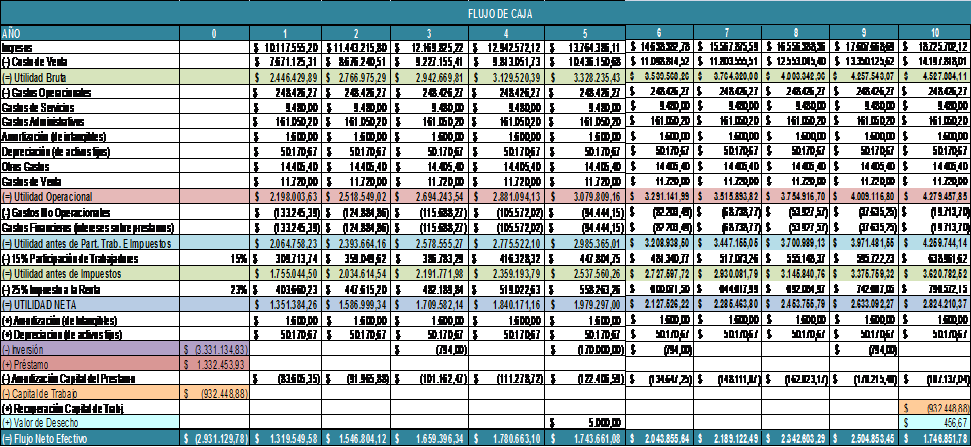 FLUJO DE CAJA
AÑO 0 1 2 3 4 5 6 7 8 9 10
Ingresos $ 10.117.555,20 $ 11.443.215,80 $ 12.169.825,22 $ 12.942.572,12 $ 13.764.386,11 $ 14.638.382,78 $ 15.567.875,59 $ 16.556.388,36 $ 17.607.668,69 $ 18.725.702,12
(-) Costo de Venta $ 7.671.125,31 $ 8.676.240,51 $ 9.227.155,41 $ 9.813.051,73 $ 10.436.150,68 $ 11.098.814,52 $ 11.803.555,51 $ 12.553.045,40 $ 13.350.125,62 $ 14.197.818,01
(=) Utilidad Bruta $ 2.446.429,89 $ 2.766.975,29 $ 2.942.669,81 $ 3.129.520,39 $ 3.328.235,43 $ 3.539.568,26 $ 3.764.320,09 $ 4.003.342,96 $ 4.257.543,07 $ 4.527.884,11
(-) Gastos Operacionales $ 248.426,27 $ 248.426,27 $ 248.426,27 $ 248.426,27 $ 248.426,27 $ 248.426,27 $ 248.426,27 $ 248.426,27 $ 248.426,27 $ 248.426,27
Gastos de Servicios $ 9.480,00 $ 9.480,00 $ 9.480,00 $ 9.480,00 $ 9.480,00 $ 9.480,00 $ 9.480,00 $ 9.480,00 $ 9.480,00 $ 9.480,00
Gastos Administrativos $ 161.050,20 $ 161.050,20 $ 161.050,20 $ 161.050,20 $ 161.050,20 $ 161.050,20 $ 161.050,20 $ 161.050,20 $ 161.050,20 $ 161.050,20
Amortización (de intangibles) $ 1.600,00 $ 1.600,00 $ 1.600,00 $ 1.600,00 $ 1.600,00 $ 1.600,00 $ 1.600,00 $ 1.600,00 $ 1.600,00 $ 1.600,00
Depreciación (de activos fijos) $ 50.170,67 $ 50.170,67 $ 50.170,67 $ 50.170,67 $ 50.170,67 $ 50.170,67 $ 50.170,67 $ 50.170,67 $ 50.170,67 $ 50.170,67
Otros Gastos $ 14.405,40 $ 14.405,40 $ 14.405,40 $ 14.405,40 $ 14.405,40 $ 14.405,40 $ 14.405,40 $ 14.405,40 $ 14.405,40 $ 14.405,40
Gastos de Venta $ 11.720,00 $ 11.720,00 $ 11.720,00 $ 11.720,00 $ 11.720,00 $ 11.720,00 $ 11.720,00 $ 11.720,00 $ 11.720,00 $ 11.720,00
(=) Utilidad Operacional $ 2.198.003,63 $ 2.518.549,02 $ 2.694.243,54 $ 2.881.094,13 $ 3.079.809,16 $ 3.291.141,99 $ 3.515.893,82 $ 3.754.916,70 $ 4.009.116,80 $ 4.279.457,85
(-) Gastos No Operacionales $ (133.245,39) $ (124.884,86) $ (115.688,27) $ (105.572,02) $ (94.444,15) $ (82.203,49) $ (68.738,77) $ (53.927,57) $ (37.635,25) $ (19.713,70)
Gastos Financieros (intereses sobre prestamos) $ (133.245,39) $ (124.884,86) $ (115.688,27) $ (105.572,02) $ (94.444,15) $ (82.203,49) $ (68.738,77) $ (53.927,57) $ (37.635,25) $ (19.713,70)
(=) Utilidad antes de Part. Trab. E Impuestos $ 2.064.758,23 $ 2.393.664,16 $ 2.578.555,27 $ 2.775.522,10 $ 2.985.365,01 $ 3.208.938,50 $ 3.447.155,05 $ 3.700.989,13 $ 3.971.481,55 $ 4.259.744,14
(-) 15% Participación de Trabajadores 15% $ 309.713,74 $ 359.049,62 $ 386.783,29 $ 416.328,32 $ 447.804,75 $ 481.340,77 $ 517.073,26 $ 555.148,37 $ 595.722,23 $ 638.961,62
(=) Utilidad antes de Impuestos $ 1.755.044,50 $ 2.034.614,54 $ 2.191.771,98 $ 2.359.193,79 $ 2.537.560,26 $ 2.727.597,72 $ 2.930.081,79 $ 3.145.840,76 $ 3.375.759,32 $ 3.620.782,52
(-) 25% Impuesto a la Renta 23% $ 403.660,23 $ 447.615,20 $ 482.189,84 $ 519.022,63 $ 558.263,26 $ 600.071,50 $ 644.617,99 $ 692.084,97 $ 742.667,05 $ 796.572,15
(=) UTILIDAD NETA $ 1.351.384,26 $ 1.586.999,34 $ 1.709.582,14 $ 1.840.171,16 $ 1.979.297,00 $ 2.127.526,22 $ 2.285.463,80 $ 2.453.755,79 $ 2.633.092,27 $ 2.824.210,37
(+) Amortización (de Intangibles) $ 1.600,00 $ 1.600,00 $ 1.600,00 $ 1.600,00 $ 1.600,00 $ 1.600,00 $ 1.600,00 $ 1.600,00 $ 1.600,00 $ 1.600,00
(+) Depreciación (de activos fijos) $ 50.170,67 $ 50.170,67 $ 50.170,67 $ 50.170,67 $ 50.170,67 $ 50.170,67 $ 50.170,67 $ 50.170,67 $ 50.170,67 $ 50.170,67
(-) Inversión $ (3.331.134,83) $ (794,00) $ (170.000,00) $ (794,00) $ (794,00)
(+) Préstamo $ 1.332.453,93
(-) Amortización Capital del Prestamo $ (83.605,35) $ (91.965,88) $ (101.162,47) $ (111.278,72) $ (122.406,59) $ (134.647,25) $ (148.111,97) $ (162.923,17) $ (179.215,48) $ (197.137,04)
(-) Capital de Trabajo $ (932.448,88)
(+) Recuperación Capital de Trabj. $ (932.448,88)
(+) Valor de Desecho $ 5.000,00 $ 456,67
(=) Flujo Neto Efectivo $ (2.931.129,78) $ 1.319.549,58 $ 1.546.804,12 $ 1.659.396,34 $ 1.780.663,10 $ 1.743.661,08 $ 2.043.855,64 $ 2.189.122,49 $ 2.342.603,29 $ 2.504.853,45 $ 1.746.851,78